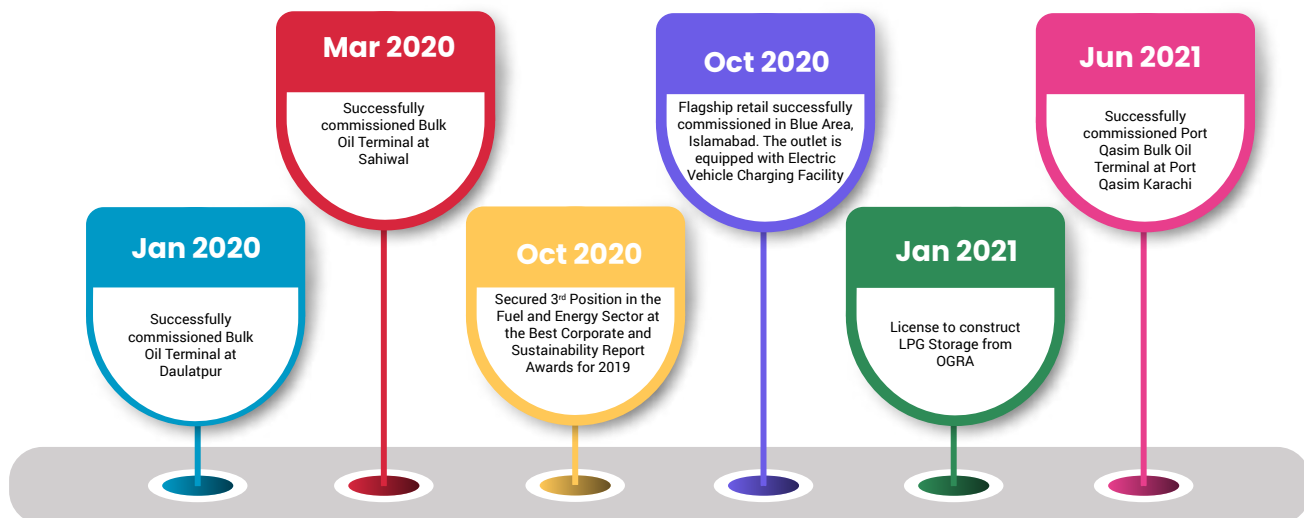 Jan 2020
Successfully
commissioned Bulk
Oil Terminal at
Daulatpur
Mar 2020
Successfully
commissioned Bulk
Oil Terminal at
Sahiwal
Oct 2020
Secured 3rd Position in the
Fuel and Energy Sector at
the Best Corporate and
Sustainability Report
Awards for 2019
Oct 2020
Flagship retail successfully
commissioned in Blue Area,
Islamabad. The outlet is
equipped with Electric
Vehicle Charging Facility
Jan 2021
License to construct
LPG Storage from
OGRA
Jun 2021
Successfully
commissioned Port
Qasim Bulk Oil
Terminal at Port
Qasim Karachi